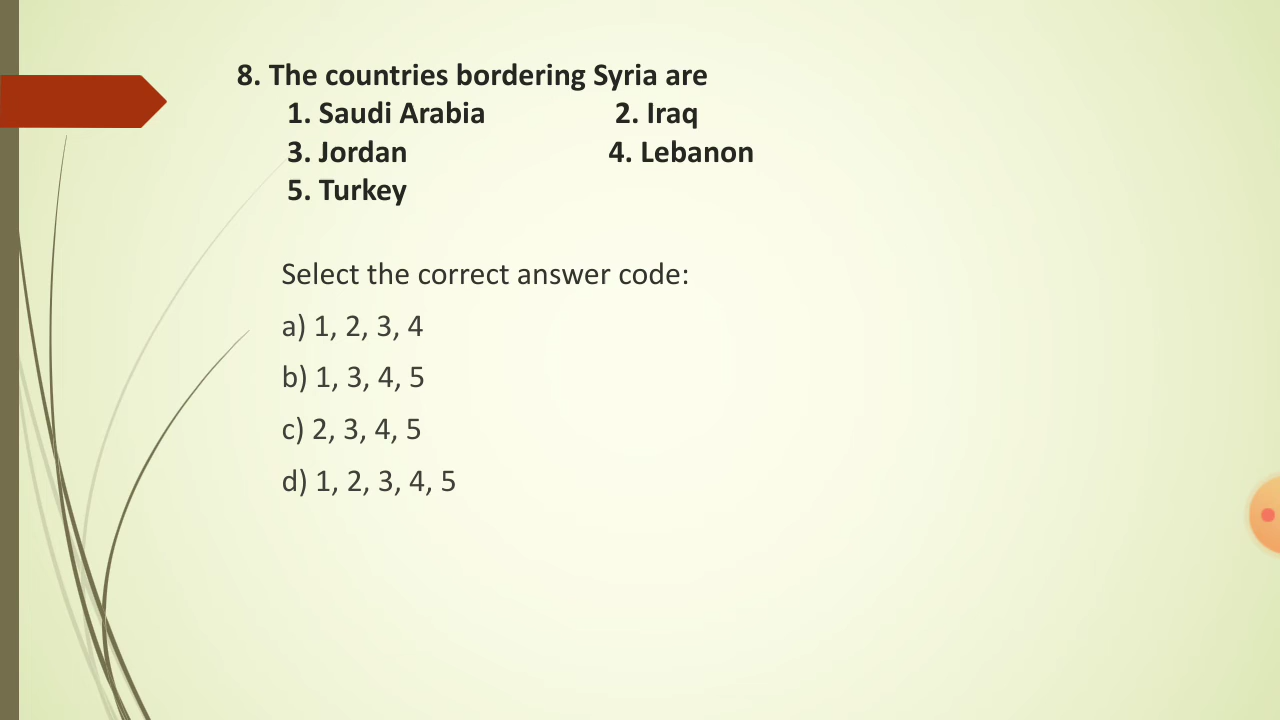 8. The countries bordering Syria are
1. Saudi Arabia 2. Iraq
3. Jordan 4. Lebanon
5. Turkey
Select the correct answer code:
a) 1, 2, 3, 4
b) 1, 3, 4, 5
c) 2, 3, 4, 5
d) 1, 2, 3, 4, 5